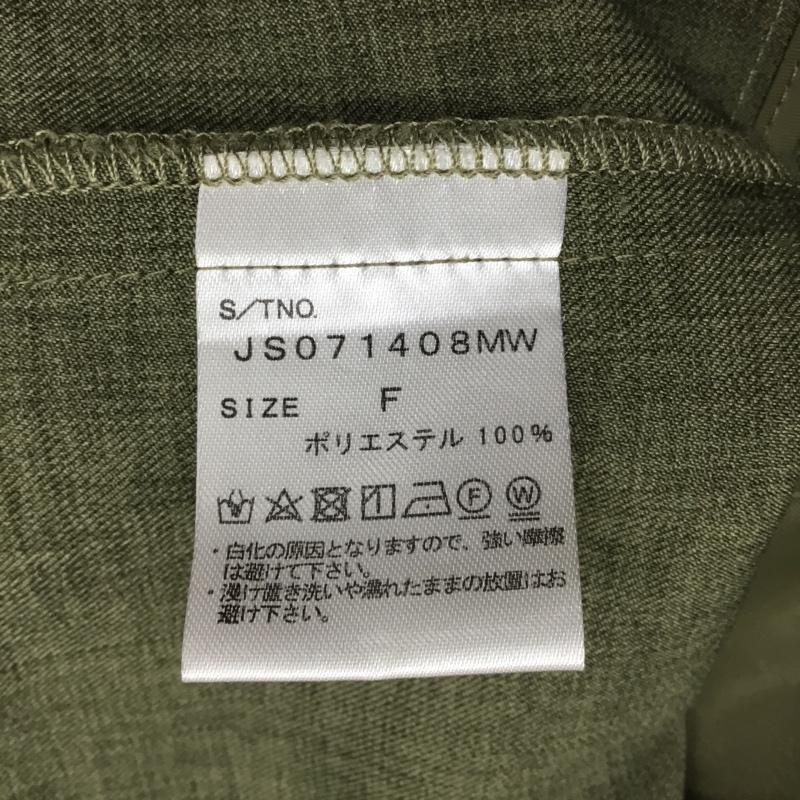 S/TNO.
JS071408MW
SIZE F
ポリエステル 100%
F W
・白化の原因となりますので、強い摩擦
は避けて下さい。
・浸け置き洗いや濡れたままの放置はお
避け下さい。